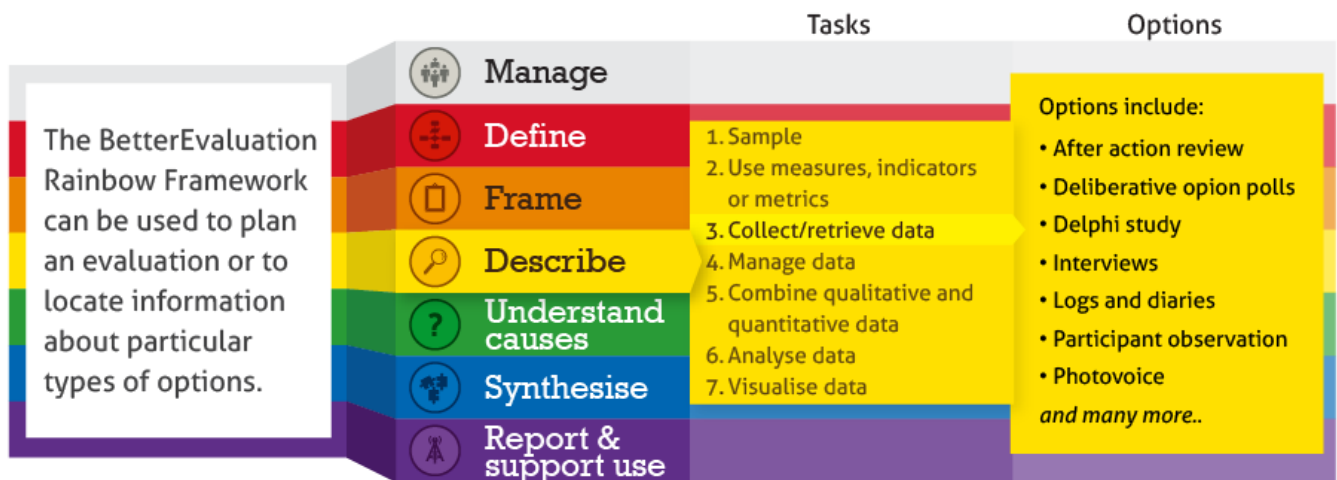 The BetterEvaluation
Rainbow Framework
can be used to plan
an evaluation or to
locate information
about particular
types of options.
Manage
Define
Frame
Describe
Understand
causes
Synthesise
Report &
support use
Tasks
1. Sample
2. Use measures, indicators
or metrics
3. Collect/retrieve data
4. Manage data
5. Combine qualitative and
quantitative data
6. Analyse data
7. Visualise data
Options
Options include:
• After action review
• Deliberative opion polls
• Delphi study
• Interviews
• Logs and diaries
• Participant observation
• Photovoice
and many more..